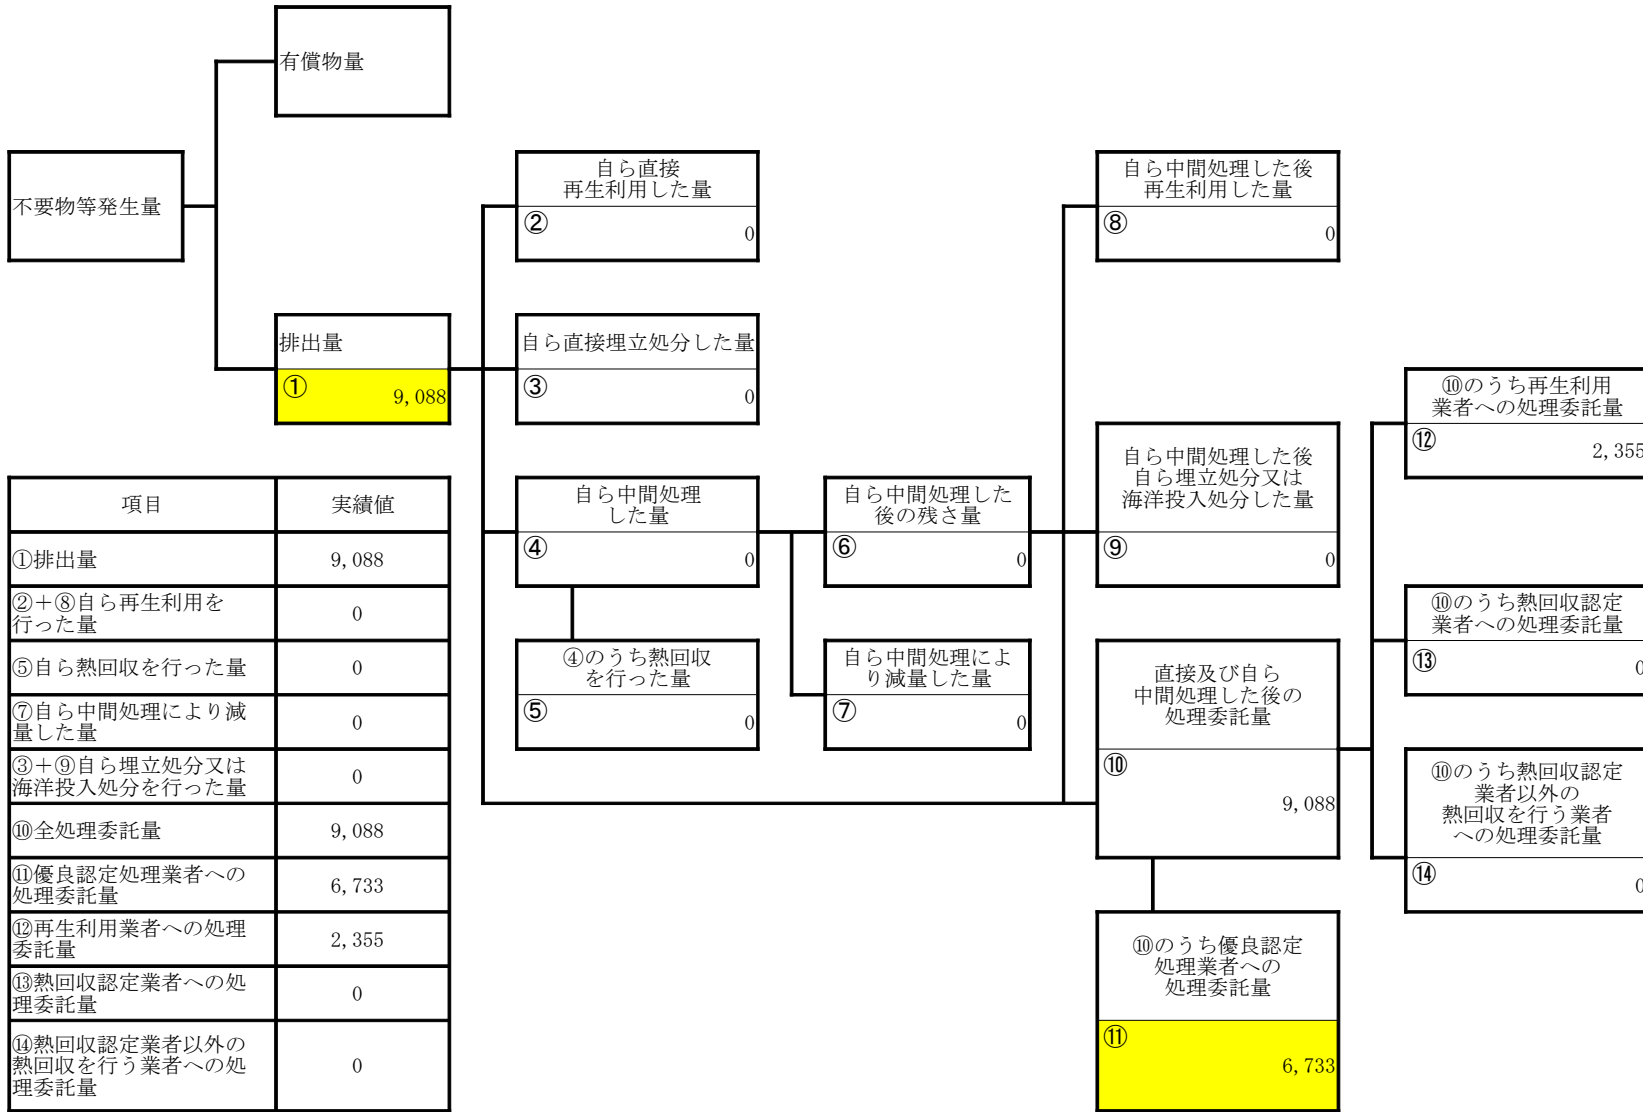 有償物量
不要物等発生量
自ら直接
再生利用した量
②
0
自ら中間処理した後
再生利用した量
⑧
0
排出量
①
9,088
自ら直接埋立処分した量
③
0
⑩のうち再生利用
業者への処理委託量
⑫
2,355
自ら中間処理
した量
④
0
自ら中間処理した
後の残さ量
⑥
0
自ら中間処理した後
自ら埋立処分又は
海洋投入処分した量
⑨
0
④のうち熱回収
を行った量
⑤
0
自ら中間処理によ
り減量した量
⑦
0
直接及び自ら
中間処理した後の
処理委託量
⑩
9,088
⑩のうち熱回収認定
業者への処理委託量
⑬
0
⑩のうち熱回収認定
業者以外の
熱回収を行う業者
への処理委託量
⑭
0
⑩のうち優良認定
処理業者への
処理委託量
⑪
6,733
項目 実績値
①排出量 9,088
②+⑧自ら再生利用を
行った量 0
⑤自ら熱回収を行った量 0
⑦自ら中間処理により減
量した量 0
③+⑨自ら埋立処分又は
海洋投入処分を行った量 0
⑩全処理委託量 9,088
⑪優良認定処理業者への
処理委託量 6,733
⑫再生利用業者への処理
委託量 2,355
⑬熱回収認定業者への処
理委託量 0
⑭熱回収認定業者以外の
熱回収を行う業者への処
理委託量 0